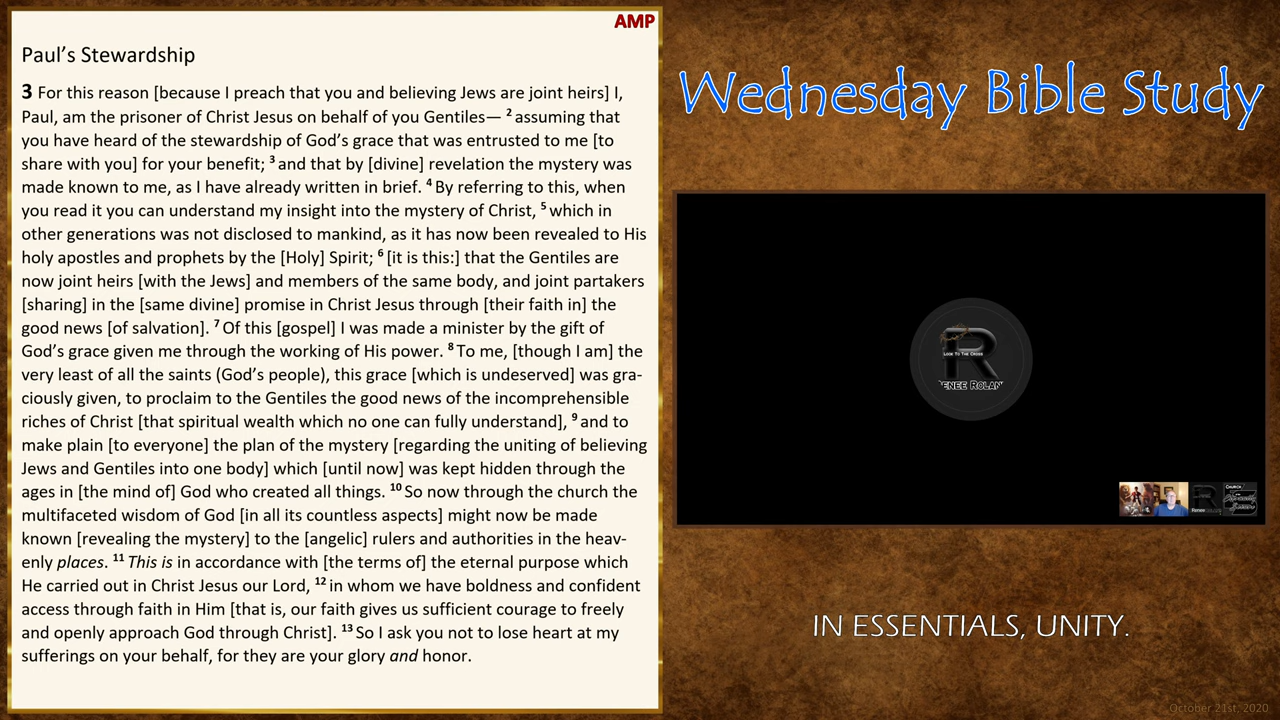 AMP
Paul’s Stewardship
3 For this reason [because I preach that you and believing Jews are joint heirs] I,
Paul, am the prisoner of Christ Jesus on behalf of you Gentiles— 2 assuming that
you have heard of the stewardship of God’s grace that was entrusted to me [to
share with you] for your benefit; 3 and that by [divine] revelation the mystery was
made known to me, as I have already written in brief. 4 By referring to this, when
you read it you can understand my insight into the mystery of Christ, 5 which in
other generations was not disclosed to mankind, as it has now been revealed to His
holy apostles and prophets by the [Holy] Spirit; 6 [it is this:] that the Gentiles are
now joint heirs [with the Jews] and members of the same body, and joint partakers
[sharing] in the [same divine] promise in Christ Jesus through [their faith in] the
good news [of salvation]. 7 Of this [gospel] I was made a minister by the gift of
God’s grace given me through the working of His power. 8 To me, [though I am] the
very least of all the saints (God’s people), this grace [which is undeserved] was gra-
ciously given, to proclaim to the Gentiles the good news of the incomprehensible
riches of Christ [that spiritual wealth which no one can fully understand], 9 and to
make plain [to everyone] the plan of the mystery [regarding the uniting of believing
Jews and Gentiles into one body] which [until now] was kept hidden through the
ages in [the mind of] God who created all things. 10 So now through the church the
multifaceted wisdom of God [in all its countless aspects] might now be made
known [revealing the mystery] to the [angelic] rulers and authorities in the heav-
enly places. 11 This is in accordance with [the terms of] the eternal purpose which
He carried out in Christ Jesus our Lord, 12 in whom we have boldness and confident
access through faith in Him [that is, our faith gives us sufficient courage to freely
and openly approach God through Christ]. 13 So I ask you not to lose heart at my
sufferings on your behalf, for they are your glory and honor.
Wednesday Bible Study
R
LOOK TO THE CROSS
RENEE ROLAN
Renee
CHURCH
IN ESSENTIALS, UNITY.
October 21st, 2020